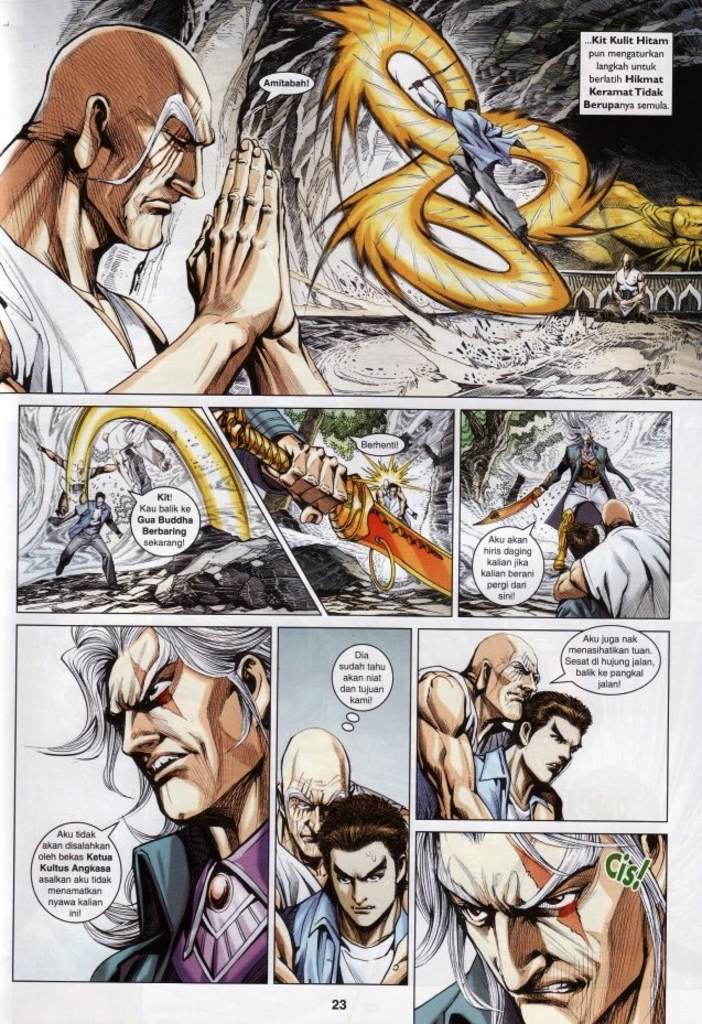 ...Kit Kulit Hitam
pun mengaturkan
langkah untuk
berlatih Hikmat
Keramat Tidak
Berupanya semula.
Amitabah!
Kit!
Kau balik ke
Gua Buddha
Berbaring
sekarang!
Berhenti!
Aku akan
hiris daging
kalian jika
kalian berani
pergi dari
sini!
Aku tidak
akan disalahkan
oleh bekas Ketua
Kultus Angkasa
asalkan aku tidak
menamatkan
nyawa kalian
ini!
Dia
sudah tahu
akan niat
dan tujuan
kami!
Aku juga nak
menasihatikan tuan.
Sesat di hujung jalan,
balik ke pangkal
jalan!
Cis!
23